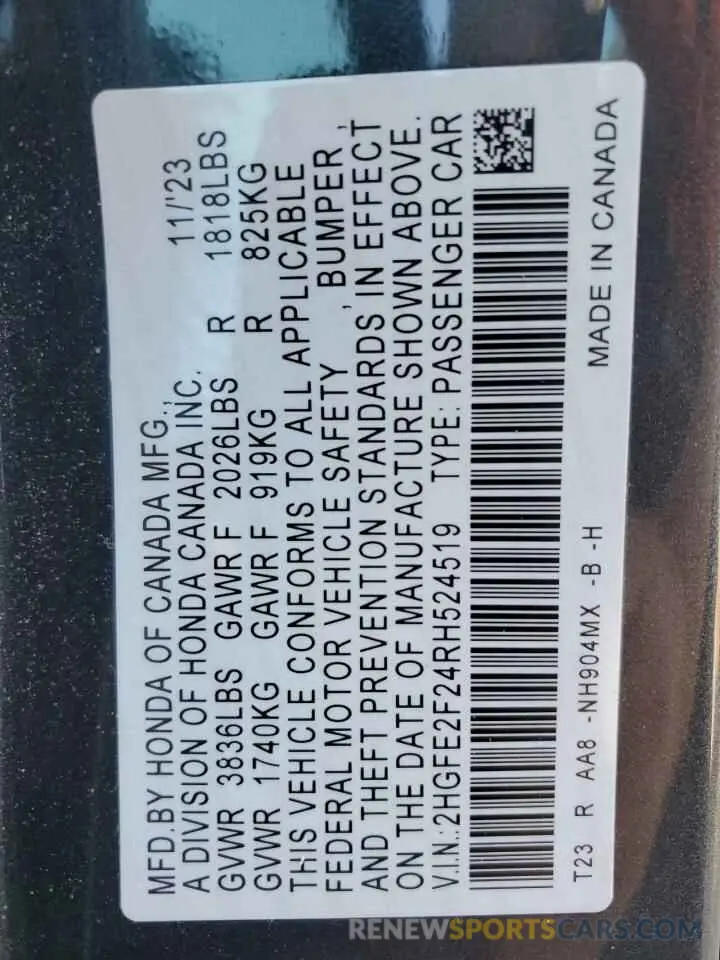 MFD.BY HONDA OF CANADA MFG.,
A DIVISION OF HONDA CANADA INC. 11/'23
GVWR 3836LBS GAWR F 2026LBS R 1818LBS
GVWR 1740KG GAWR F 919KG R 825KG
THIS VEHICLE CONFORMS TO ALL APPLICABLE
FEDERAL MOTOR VEHICLE SAFETY , BUMPER ,
AND THEFT PREVENTION STANDARDS IN EFFECT
ON THE DATE OF MANUFACTURE SHOWN ABOVE.
V.I.N.:2HGFE2F24RH524519 TYPE: PASSENGER CAR
T23 R AA8 -NH904MX -B -H MADE IN CANADA
RENEWSPORTSCARS.COM